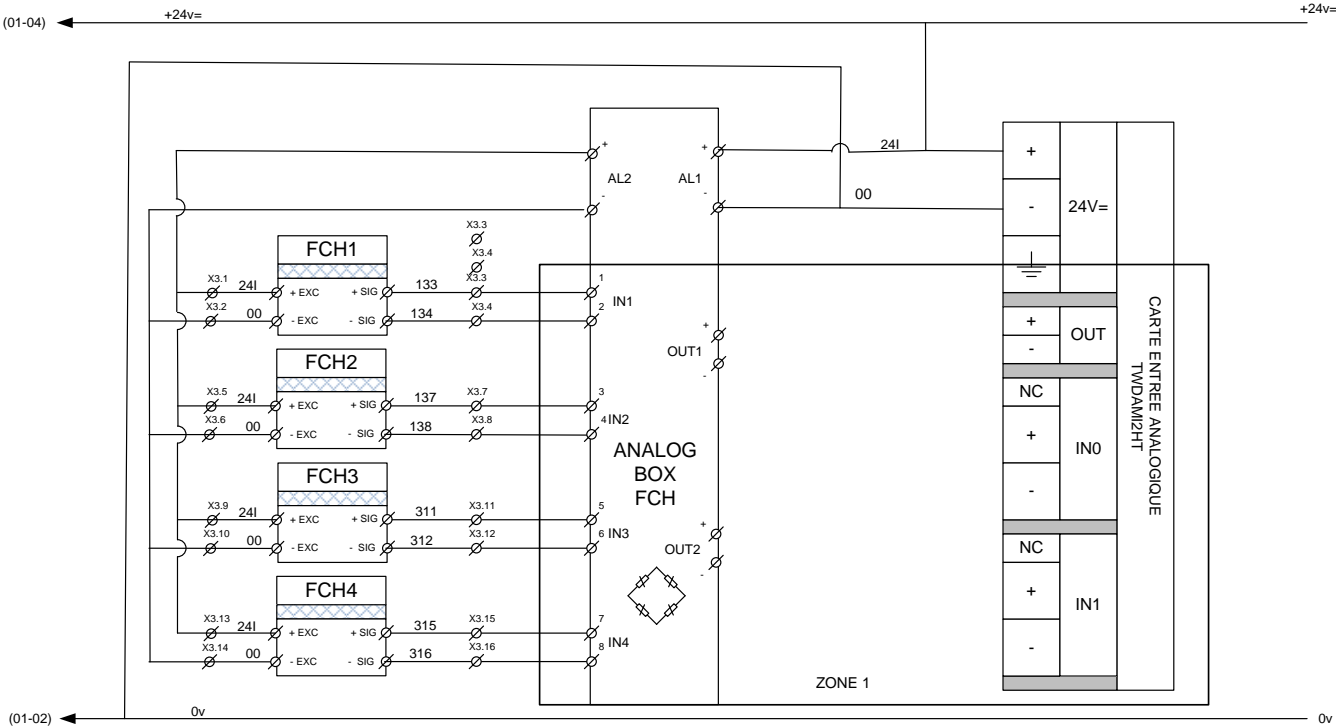 +24v=
+24v=
(01-04)
24I
+
+
+
AL2
AL1
24V=
-
-
00
-
X3.3
X3.4
FCH1
X3.1
24I
+ EXC
+ SIG
133
X3.3
1
IN1
X3.2
00
- EXC
- SIG
134
X3.4
2
+
OUT
-
+
OUT1
-
FCH2
X3.5
24I
+ EXC
+ SIG
137
X3.7
3
X3.6
00
- EXC
- SIG
138
X3.8
4
IN2
NC
+
IN0
-
ANALOG
BOX
FCH
FCH3
X3.9
24I
+ EXC
+ SIG
311
X3.11
5
X3.10
00
- EXC
- SIG
312
X3.12
6
IN3
+
OUT2
-
NC
+
IN1
-
FCH4
X3.13
24I
+ EXC
+ SIG
315
X3.15
7
X3.14
00
- EXC
- SIG
316
X3.16
8
IN4
CARTE ENTREE ANALOGIQUE
TWDAMI2HT
ZONE 1
(01-02)
0v
0v